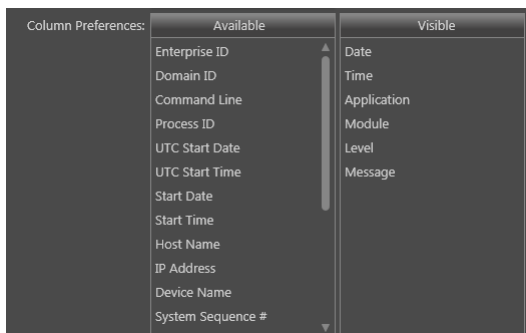 Column Preferences: Available Visible
Enterprise ID Date
Domain ID Time
Command Line Application
Process ID Module
UTC Start Date Level
UTC Start Time Message
Start Date
Start Time
Host Name
IP Address
Device Name
System Sequence #